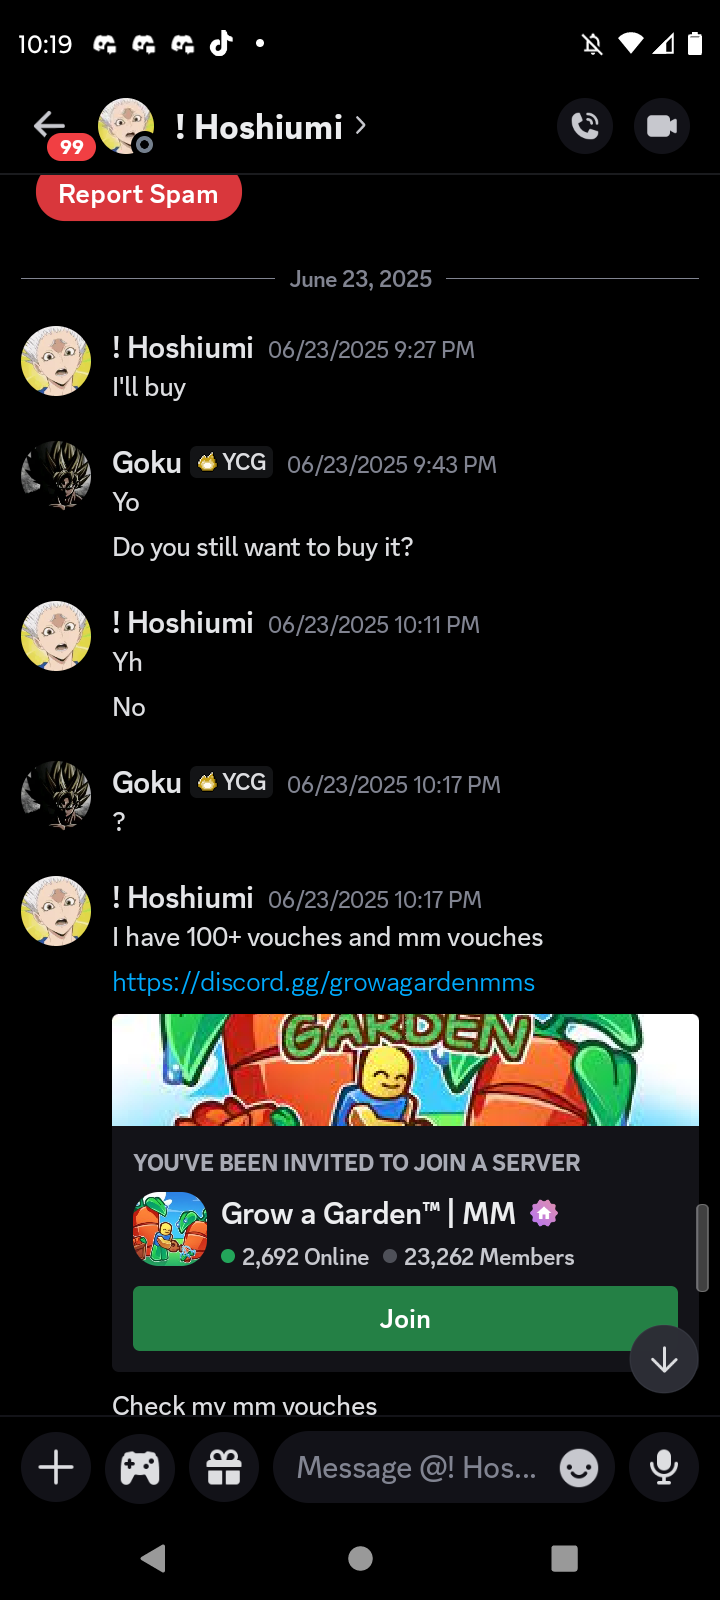 10:19
99
! Hoshiumi
Report Spam
June 23, 2025
! Hoshiumi 06/23/2025 9:27 PM
I'll buy
Goku YCG 06/23/2025 9:43 PM
Yo
Do you still want to buy it?
! Hoshiumi 06/23/2025 10:11 PM
Yh
No
Goku YCG 06/23/2025 10:17 PM
?
! Hoshiumi 06/23/2025 10:17 PM
I have 100+ vouches and mm vouches
https://discord.gg/growagardenmms
GARDEN
YOU'VE BEEN INVITED TO JOIN A SERVER
Grow a Garden™ | MM
2,692 Online 23,262 Members
Join
Check my mm vouches
Message @! Hos...